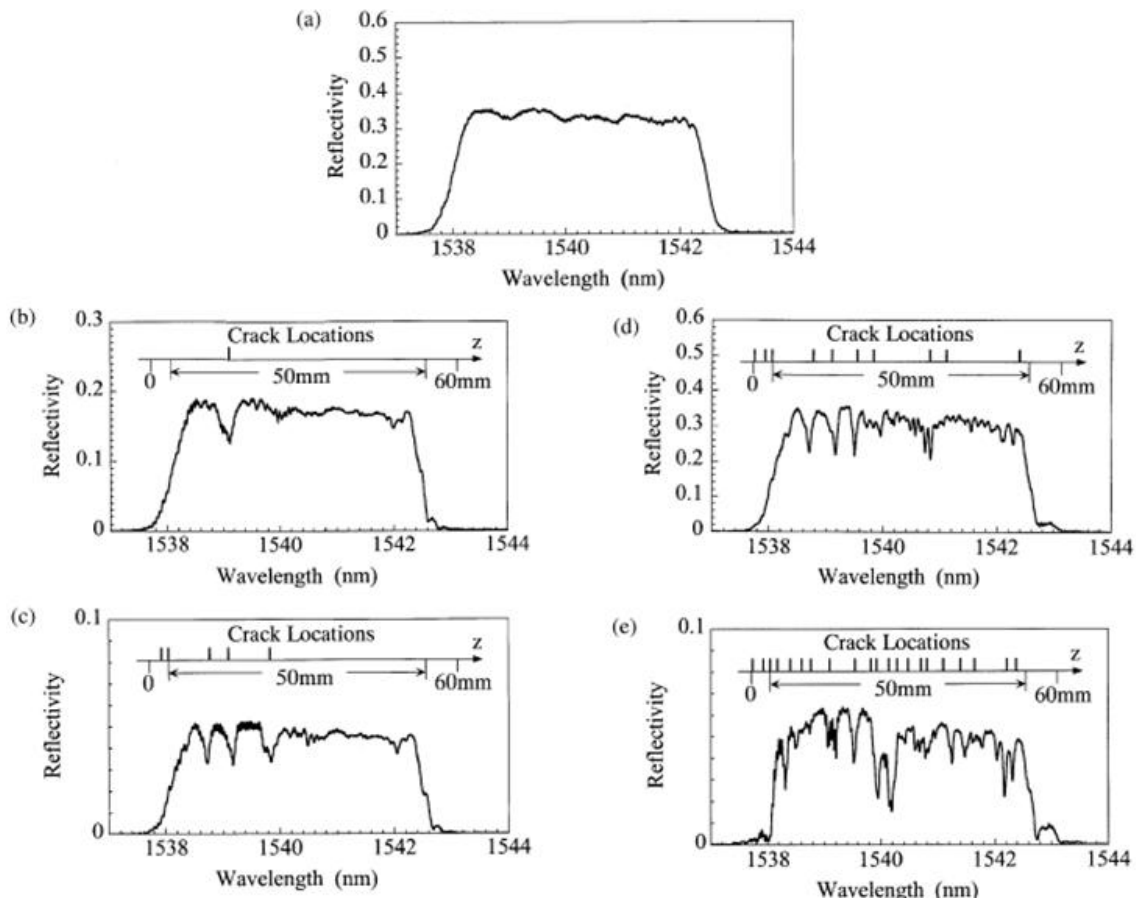 (a)
0.6
0.5
0.4
0.3
0.2
0.1
0
Reflectivity
1538
1540
1542
1544
Wavelength (nm)
(b)
0.3
0.2
0.1
0
Reflectivity
Crack Locations
z
0
50mm
60mm
1538
1540
1542
1544
Wavelength (nm)
(c)
0.1
0
Reflectivity
Crack Locations
z
0
50mm
60mm
1538
1540
1542
1544
Wavelength (nm)
(d)
0.6
0.5
0.4
0.3
0.2
0.1
0
Reflectivity
Crack Locations
z
0
50mm
60mm
1538
1540
1542
1544
Wavelength (nm)
(e)
0.1
0
Reflectivity
Crack Locations
z
0
50mm
60mm
1538
1540
1542
1544
Wavelength (nm)